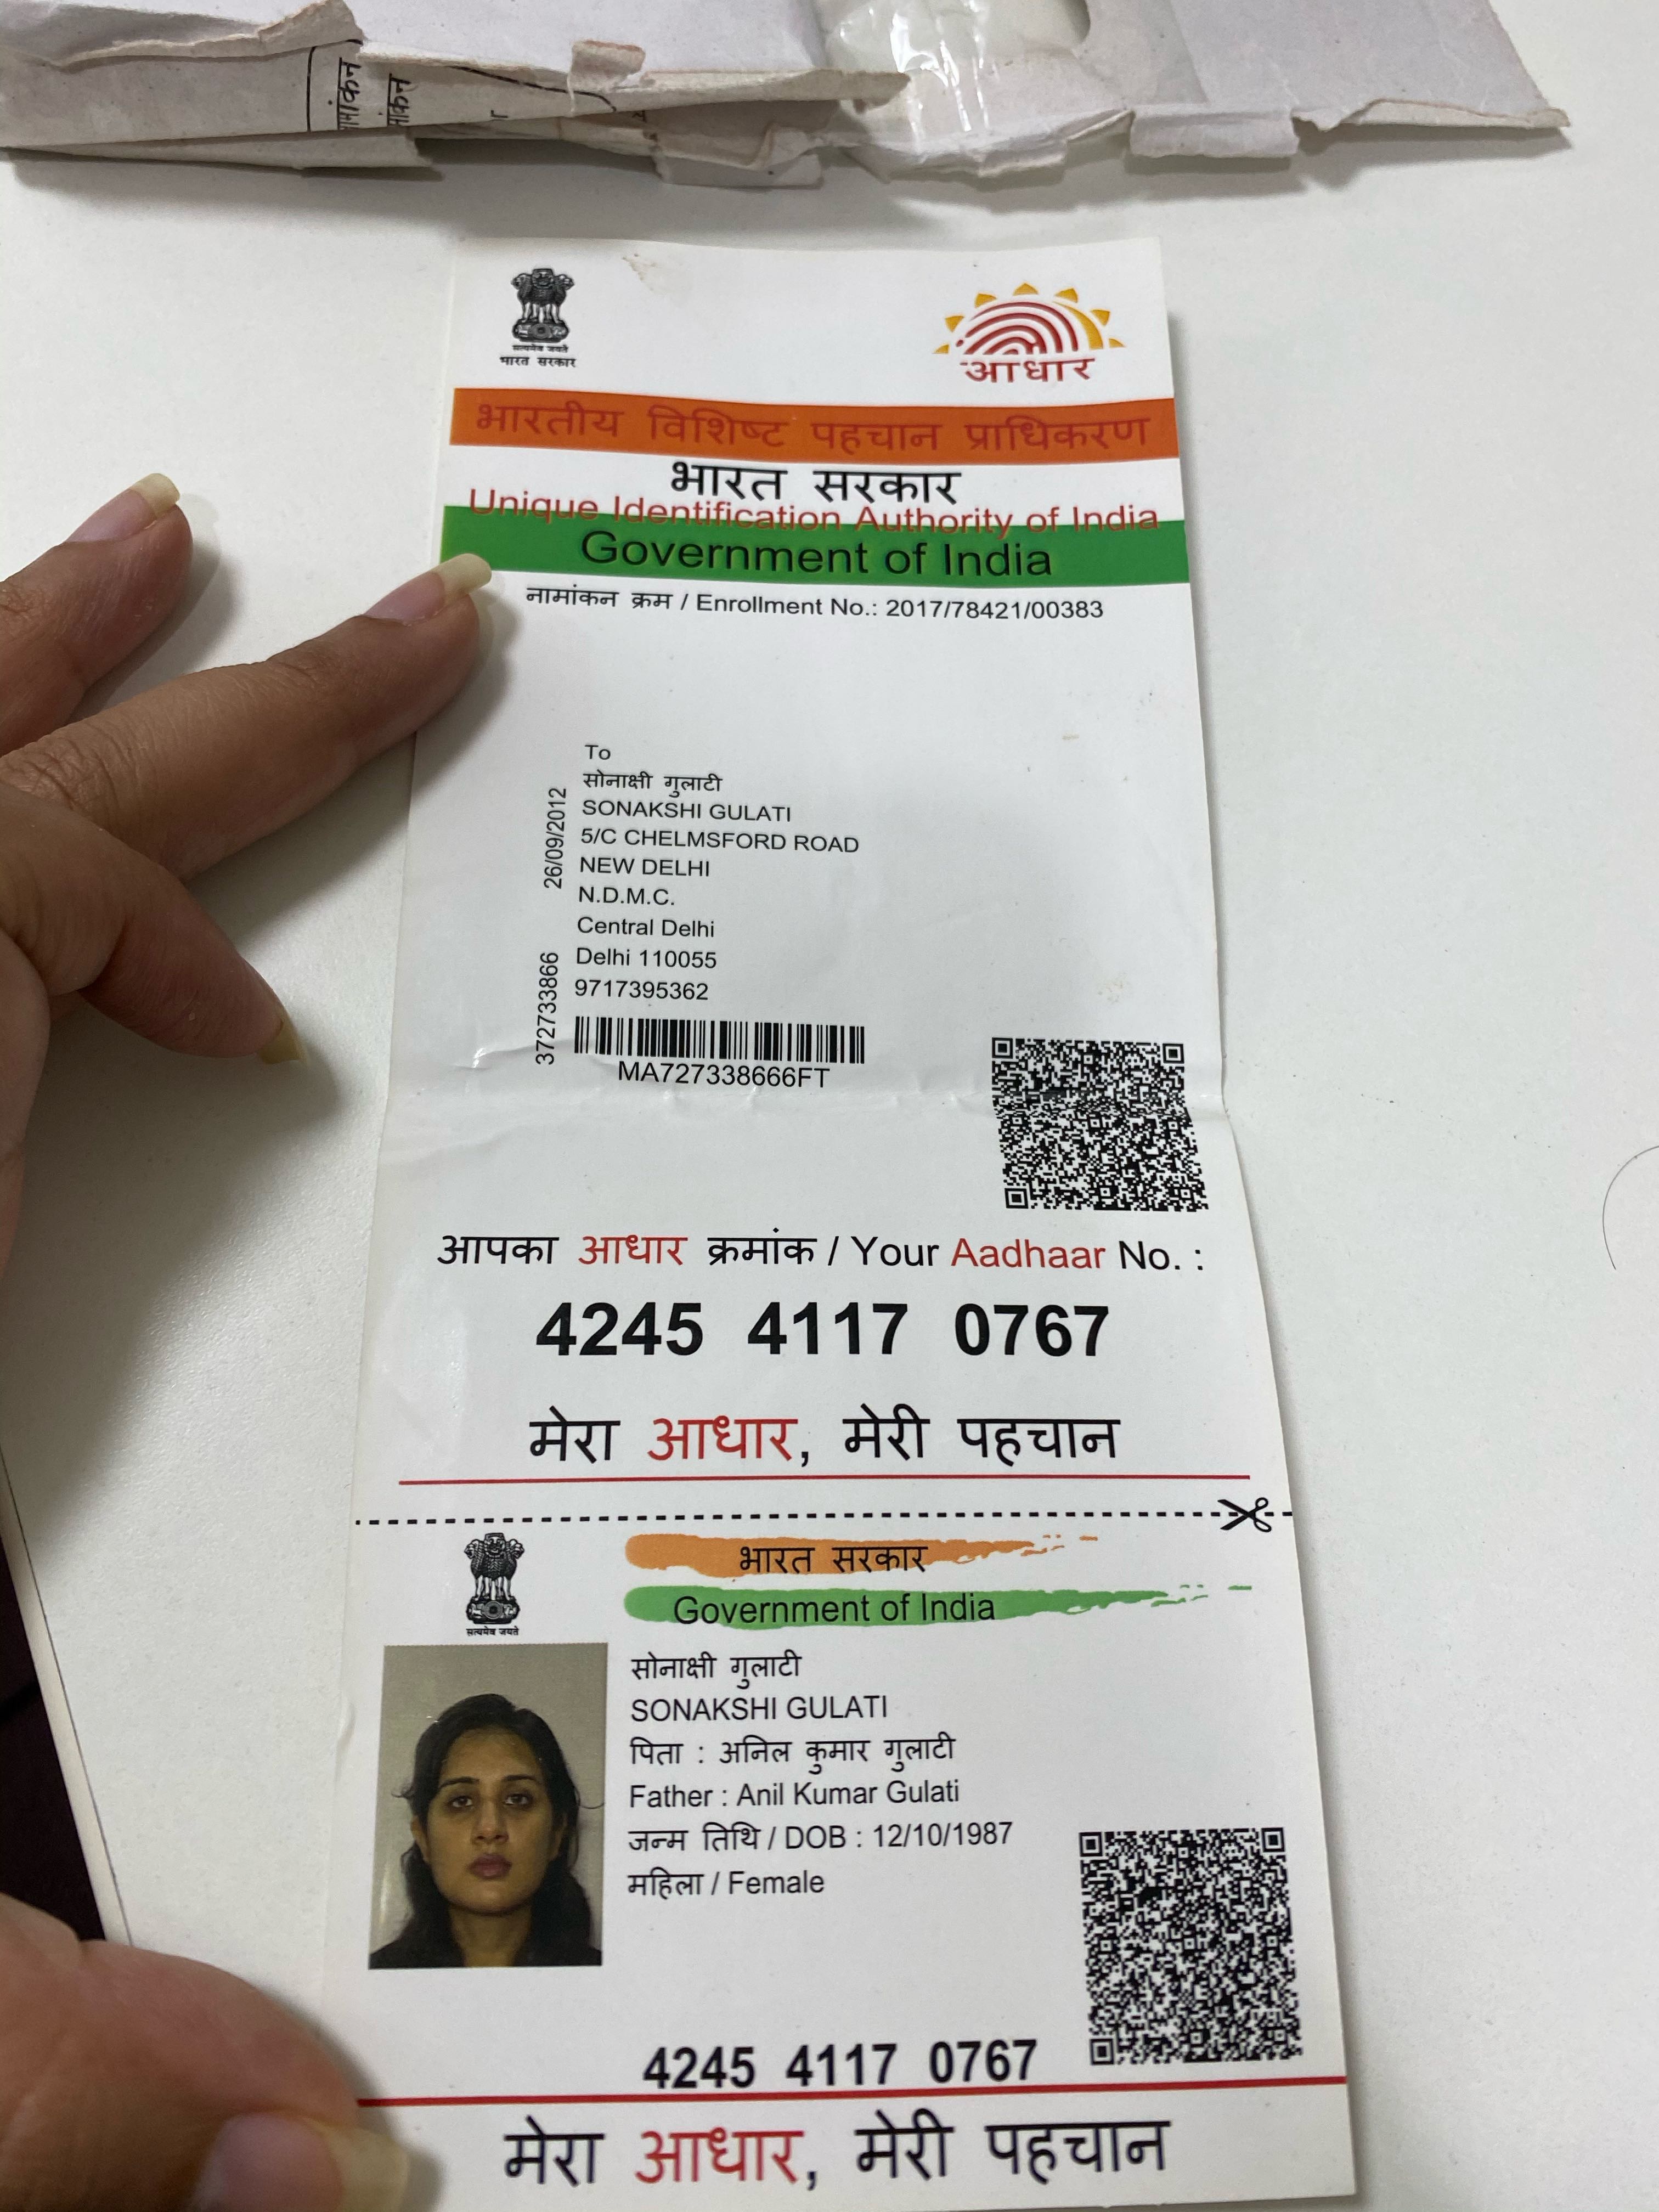 सत्यमेव जयते
भारत सरकार
आधार
भारतीय विशिष्ट पहचान प्राधिकरण
भारत सरकार
Unique Identification Authority of India
Government of India
नामांकन क्रम / Enrollment No.: 2017/78421/00383
To
सोनाक्षी गुलाटी
SONAKSHI GULATI
5/C CHELMSFORD ROAD
NEW DELHI
N.D.M.C.
Central Delhi
Delhi 110055
9717395362
26/09/2012
372733866
MA727338666FT
आपका आधार क्रमांक / Your Aadhaar No. :
4245 4117 0767
मेरा आधार, मेरी पहचान
सत्यमेव जयते
भारत सरकार
Government of India
सोनाक्षी गुलाटी
SONAKSHI GULATI
पिता : अनिल कुमार गुलाटी
Father : Anil Kumar Gulati
जन्म तिथि / DOB : 12/10/1987
महिला / Female
4245 4117 0767
मेरा आधार, मेरी पहचान